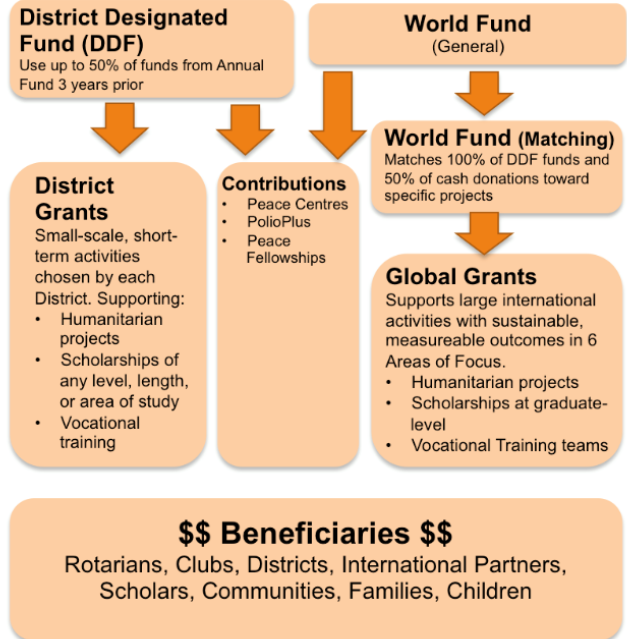 District Designated
Fund (DDF)
Use up to 50% of funds from Annual
Fund 3 years prior
World Fund
(General)
World Fund (Matching)
Matches 100% of DDF funds and
50% of cash donations toward
specific projects
District
Grants
Small-scale, short-
term activities
chosen by each
District. Supporting:
• Humanitarian
projects
• Scholarships of
any level, length,
or area of study
• Vocational
training
Contributions
• Peace Centres
• PolioPlus
• Peace
Fellowships
Global Grants
Supports large international
activities with sustainable,
measureable outcomes in 6
Areas of Focus.
• Humanitarian projects
• Scholarships at graduate-
level
• Vocational Training teams
$$ Beneficiaries $$
Rotarians, Clubs, Districts, International Partners,
Scholars, Communities, Families, Children